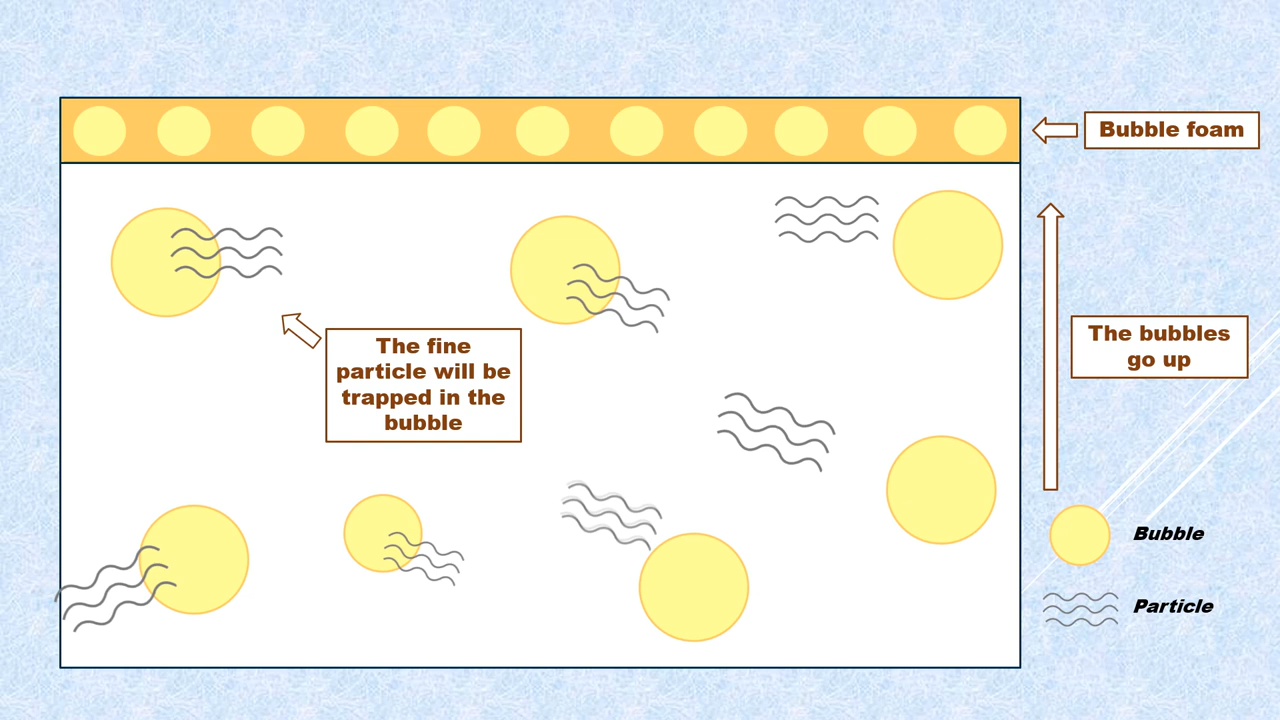 Bubble foam
The fine
particle will be
trapped in the
bubble
The bubbles
go up
Bubble
Particle